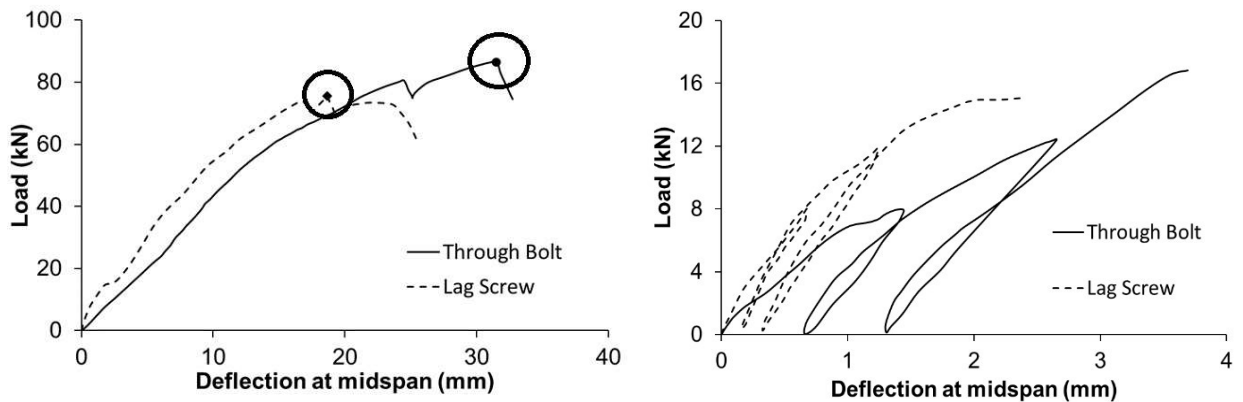 100
80
60
40
20
0
Load (kN)
0 10 20 30 40
Deflection at midspan (mm)
Through Bolt
Lag Screw
20
16
12
8
4
0
Load (kN)
0 1 2 3 4
Deflection at midspan (mm)
Through Bolt
Lag Screw